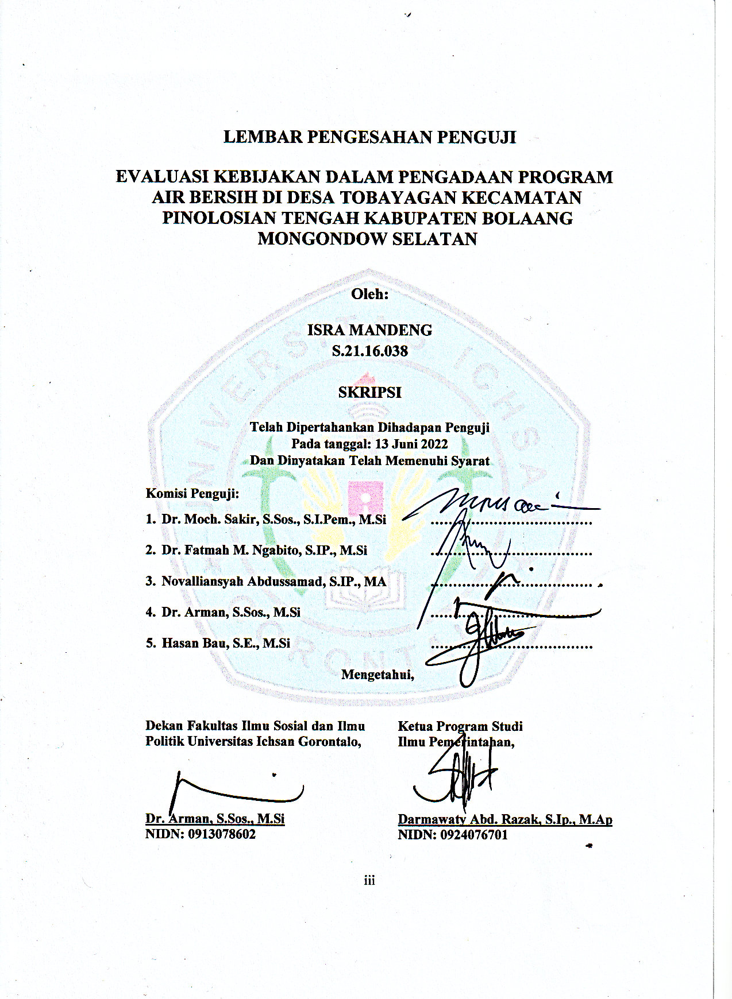 LEMBAR PENGESAHAN PENGUJI
EVALUASI KEBIJAKAN DALAM PENGADAAN PROGRAM
AIR BERSIH DI DESA TOBAYAGAN KECAMATAN
PINOLOSIAN TENGAH KABUPATEN BOLAANG
MONGONDOW SELATAN
Oleh:
ISRA MANDENG
S.21.16.038
SKRIPSI
Telah Dipertahankan Dihadapan Penguji
Pada tanggal: 13 Juni 2022
Dan Dinyatakan Telah Memenuhi Syarat
Komisi Penguji:
1. Dr. Moch. Sakir, S.Sos., S.I.Pem., M.Si ....................................
2. Dr. Fatmah M. Ngabito, S.IP., M.Si ....................................
3. Novalliansyah Abdussamad, S.IP., MA ....................................
4. Dr. Arman, S.Sos., M.Si ....................................
5. Hasan Bau, S.E., M.Si ....................................
Mengetahui,
Dekan Fakultas Ilmu Sosial dan Ilmu
Politik Universitas Ichsan Gorontalo,
Ketua Program Studi
Ilmu Pemerintahan,
Dr. Arman, S.Sos., M.Si
NIDN: 0913078602
Darmawaty Abd. Razak, S.Ip., M.Ap
NIDN: 0924076701
iii
UNIVERSITAS ICHSAN
GORONTALO